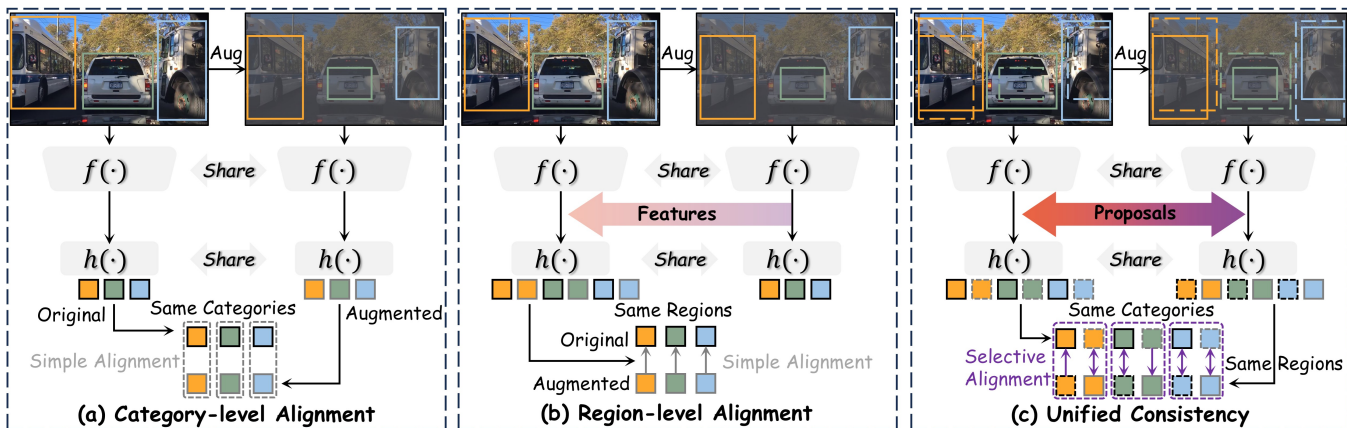 Aug
f(·)
Share
f(·)
h(·)
Share
h(·)
Original
Same Categories
Augmented
Simple Alignment
(a) Category-level Alignment
Aug
f(·)
Share
f(·)
Features
h(·)
Share
h(·)
Same Regions
Original
Simple Alignment
Augmented
(b) Region-level Alignment
Aug
f(·)
Share
f(·)
Proposals
h(·)
Share
h(·)
Same Categories
Selective
Alignment
Same Regions
(c) Unified Consistency